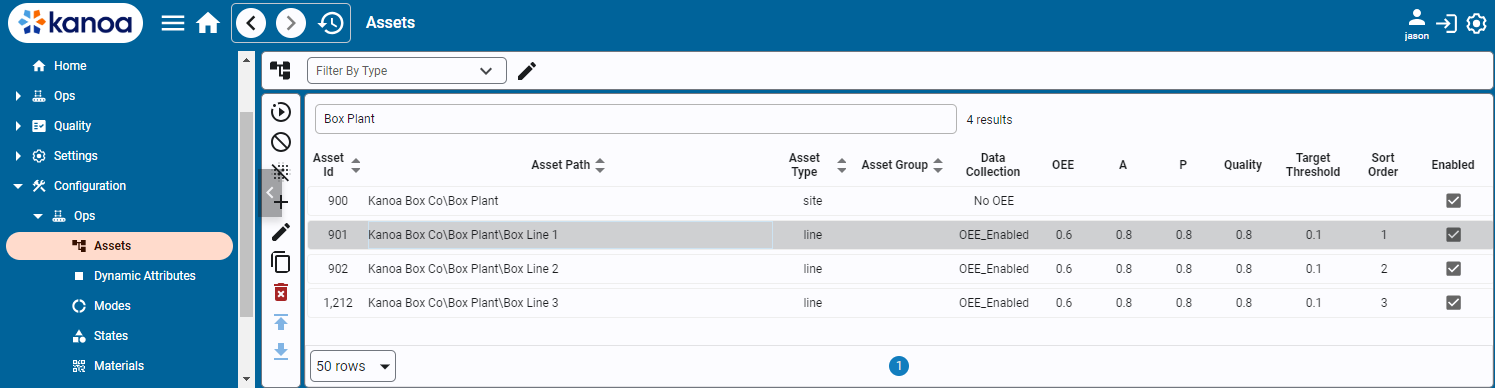 kanoa
Assets
jason
Home
Ops
Quality
Settings
Configuration
Ops
Assets
Dynamic Attributes
Modes
States
Materials
Filter By Type
Box Plant
4 results
Asset Id Asset Path Asset Type Asset Group Data Collection OEE A P Quality Target Threshold Sort Order Enabled
900 Kanoa Box Co\Box Plant site No OEE
901 Kanoa Box Co\Box Plant\Box Line 1 line OEE_Enabled 0.6 0.8 0.8 0.8 0.1 1
902 Kanoa Box Co\Box Plant\Box Line 2 line OEE_Enabled 0.6 0.8 0.8 0.8 0.1 2
1,212 Kanoa Box Co\Box Plant\Box Line 3 line OEE_Enabled 0.6 0.8 0.8 0.8 0.1 3
50 rows
1